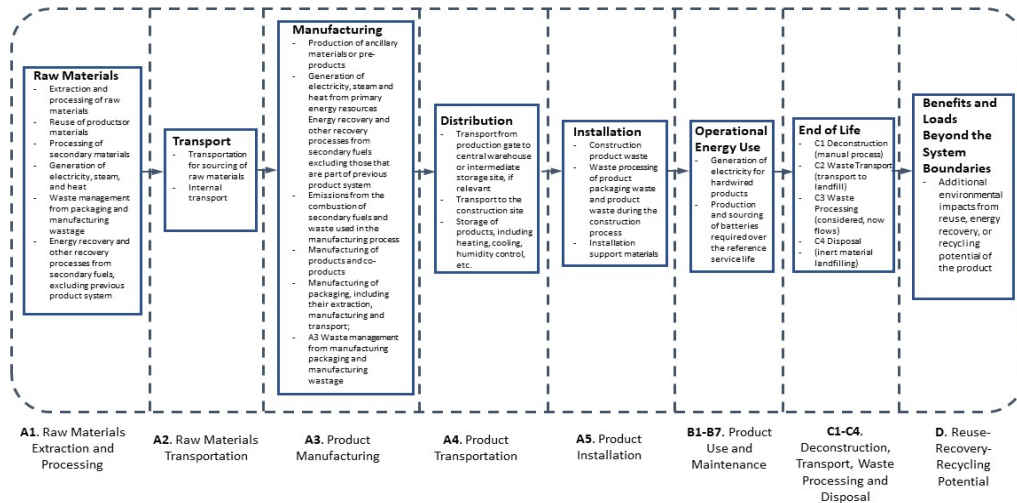 Raw Materials
- Extraction and
processing of raw
materials
- Reuse of productsor
materials
- Processing of
secondary materials
- Generation of
electricity, steam,
and heat
- Waste management
from packaging and
manufacturing
wastage
- Energy recovery and
other recovery
processes from
secondary fuels,
excluding previous
product system
Transport
- Transportation
for sourcing of
raw materials
- Internal
transport
Manufacturing
- Production of ancillary
materials or pre-
products
- Generation of
electricity, steam and
heat from primary
energy resources
Energy recovery and
other recovery
processes from
secondary fuels
excluding those that
are part of previous
product system
- Emissions from the
combustion of
secondary fuels and
waste used in the
manufacturing process
- Manufacturing of
products and co-
products
- Manufacturing of
packaging, including
their extraction,
manufacturing and
transport;
- A3 Waste management
from manufacturing
packaging and
manufacturing
wastage
Distribution
- Transport from
production gate to
central warehouse
or intermediate
storage site, if
relevant
- Transport to the
construction site
- Storage of
products, including
heating, cooling,
humidity control,
etc.
Installation
- Construction
product waste
- Waste processing
of product
packaging waste
and product
waste during the
construction
process
- Installation
support materials
Operational
Energy Use
- Generation of
electricity for
hardwired
products
- Production
and sourcing
of batteries
required over
the reference
service life
End of Life
- C1 Deconstruction
(manual process)
- C2 Waste Transport
(transport to
landfill)
- C3 Waste
Processing
(considered, now
flows)
- C4 Disposal
(inert material
landfilling)
Benefits and
Loads
Beyond the
System
Boundaries
- Additional
environmental
impacts from
reuse, energy
recovery, or
recycling
potential of
the product
A1. Raw Materials
Extraction and
Processing
A2. Raw Materials
Transportation
A3. Product
Manufacturing
A4. Product
Transportation
A5. Product
Installation
B1-B7. Product
Use and
Maintenance
C1-C4.
Deconstruction,
Transport, Waste
Processing and
Disposal
D. Reuse-
Recovery-
Recycling
Potential